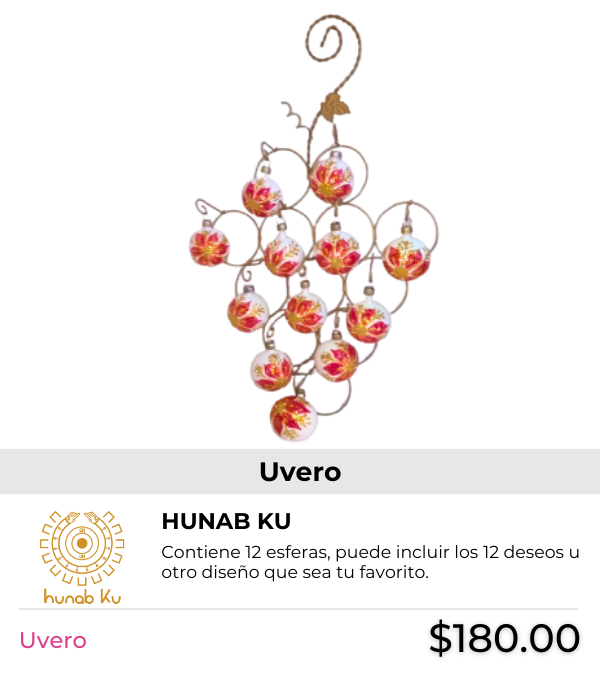 Uvero
HUNAB KU
Contiene 12 esferas, puede incluir los 12 deseos u
otro diseño que sea tu favorito.
hunab Ku
Uvero
$180.00